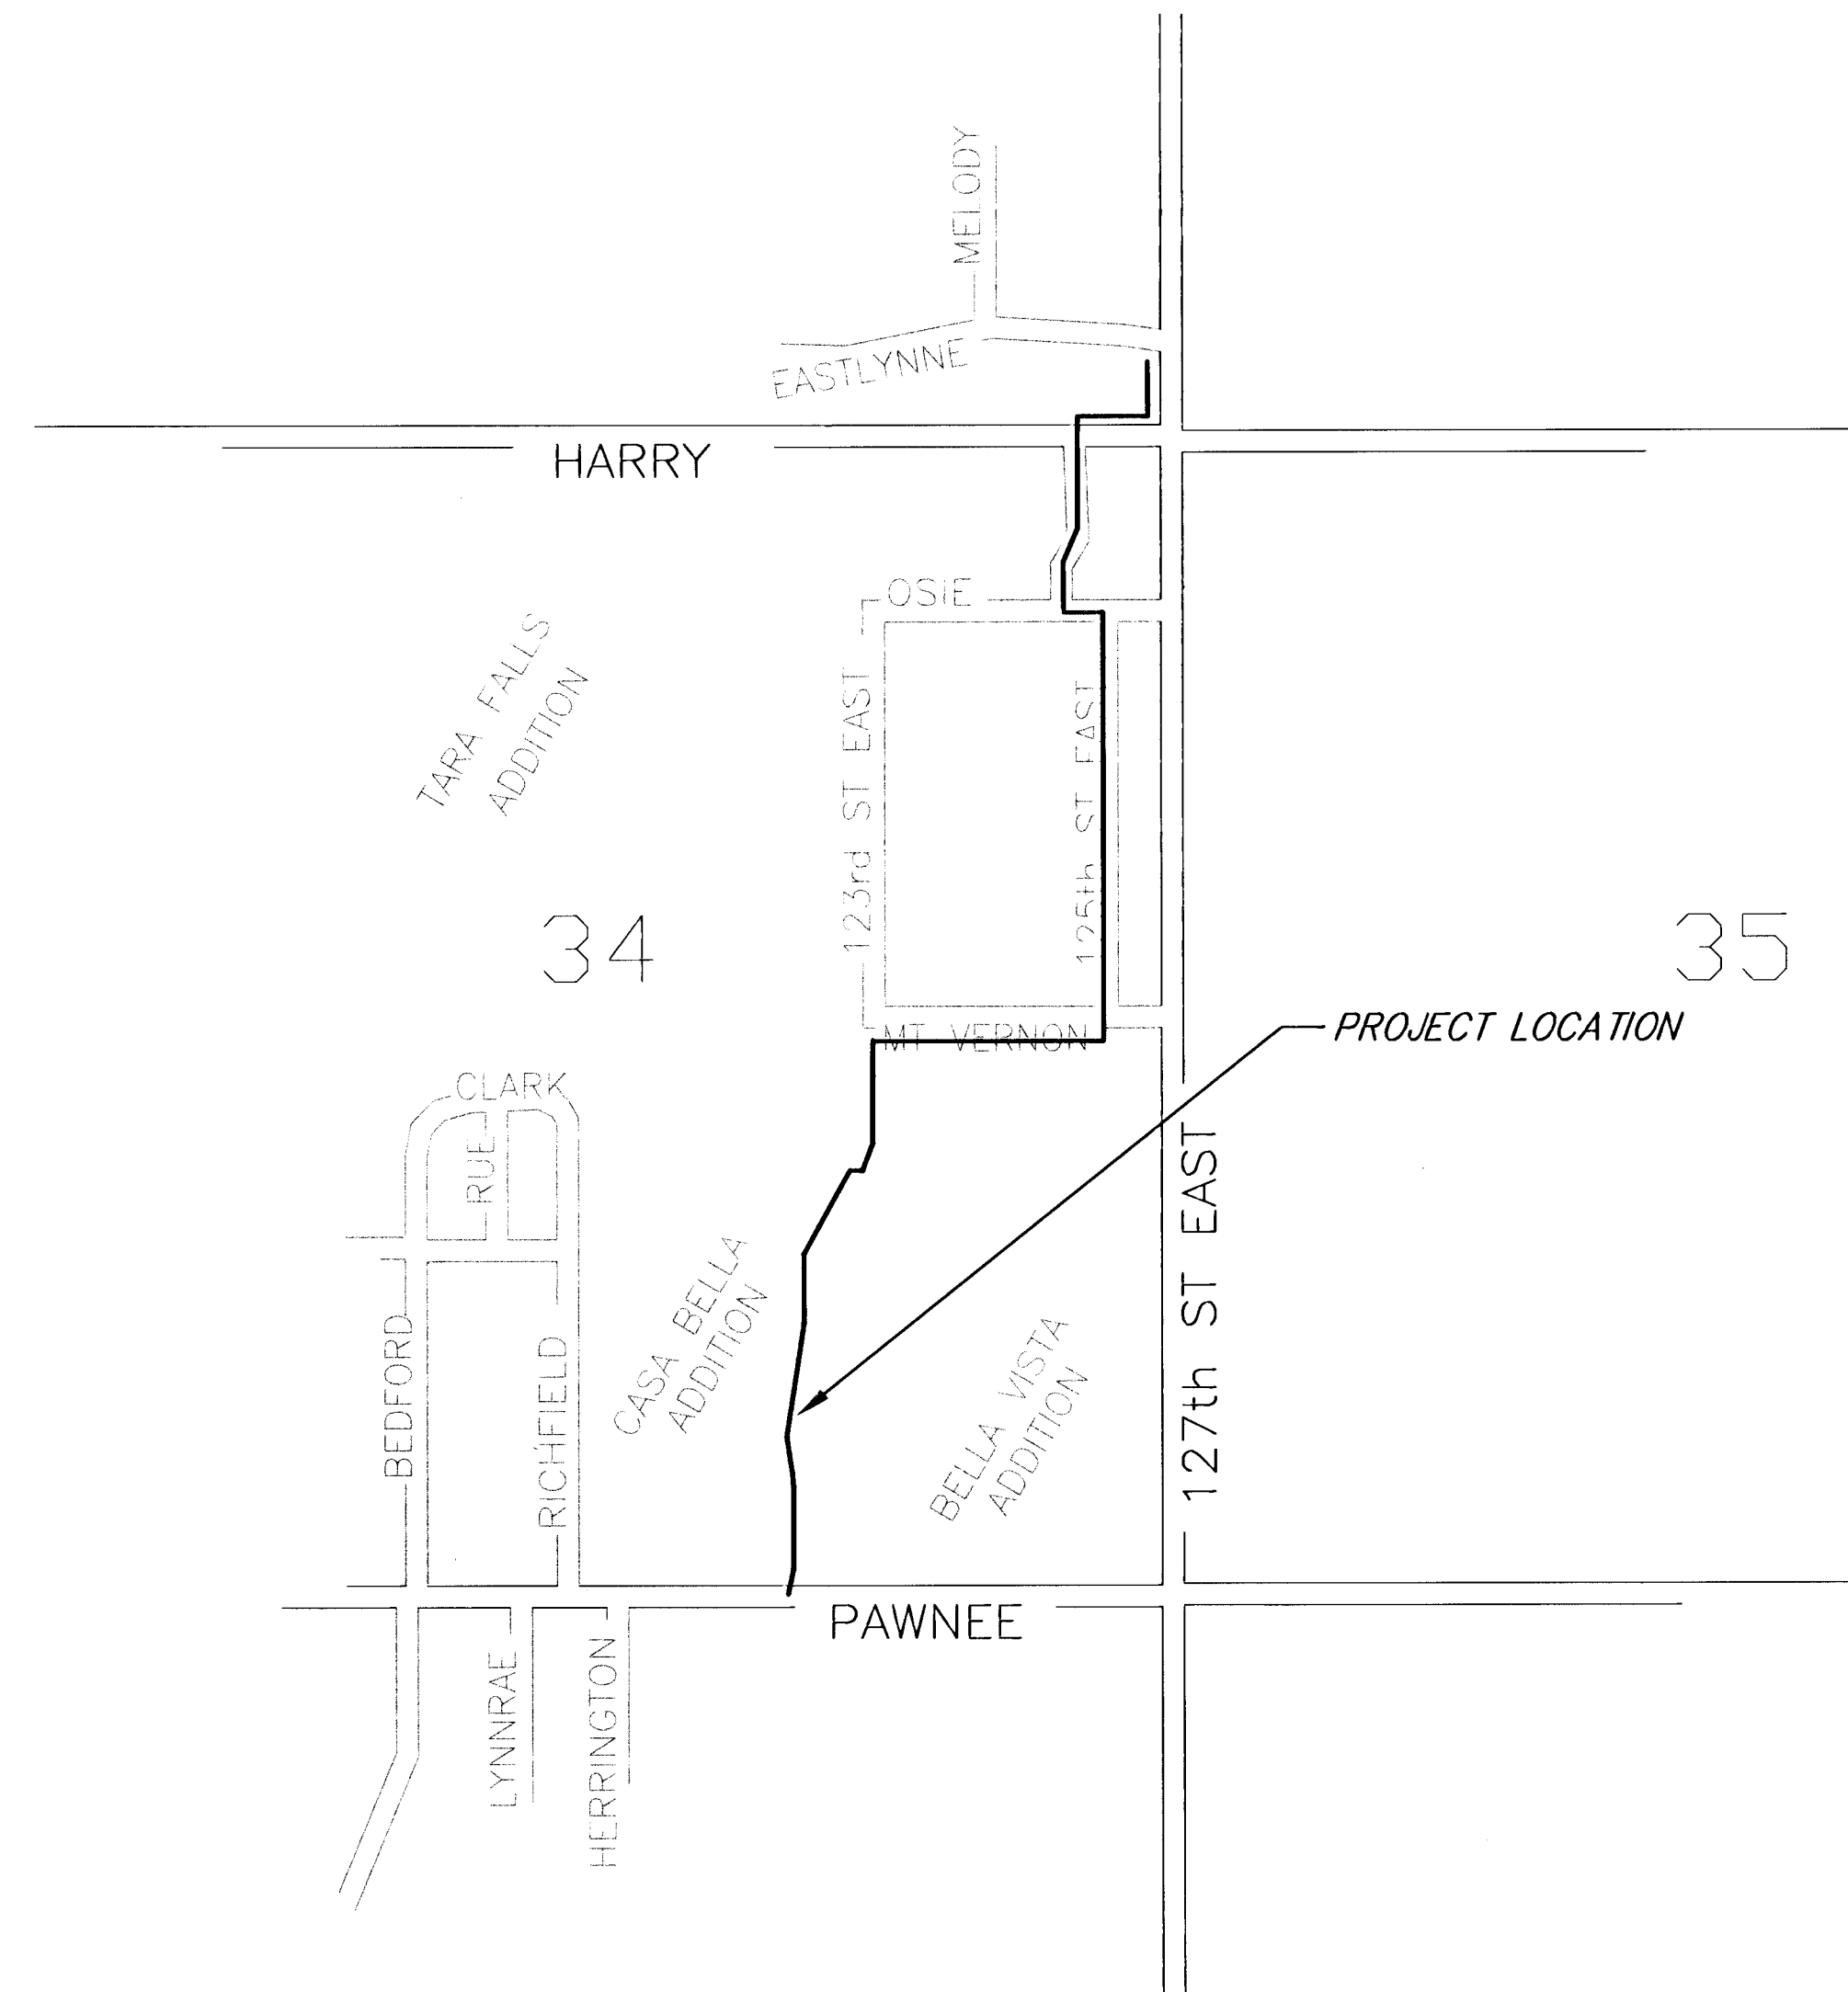 MELODY
EASTLYNNE
HARRY
OSIE
TARA FALLS
ADDITION
123rd ST EAST
125th ST EAST
34
35
MT VERNON
PROJECT LOCATION
CLARK
RUE
127th ST EAST
CASA BELLA
ADDITION
BEDFORD
RICHFIELD
BELLA VISTA
ADDITION
PAWNEE
LYNNRAE
HERRINGTON